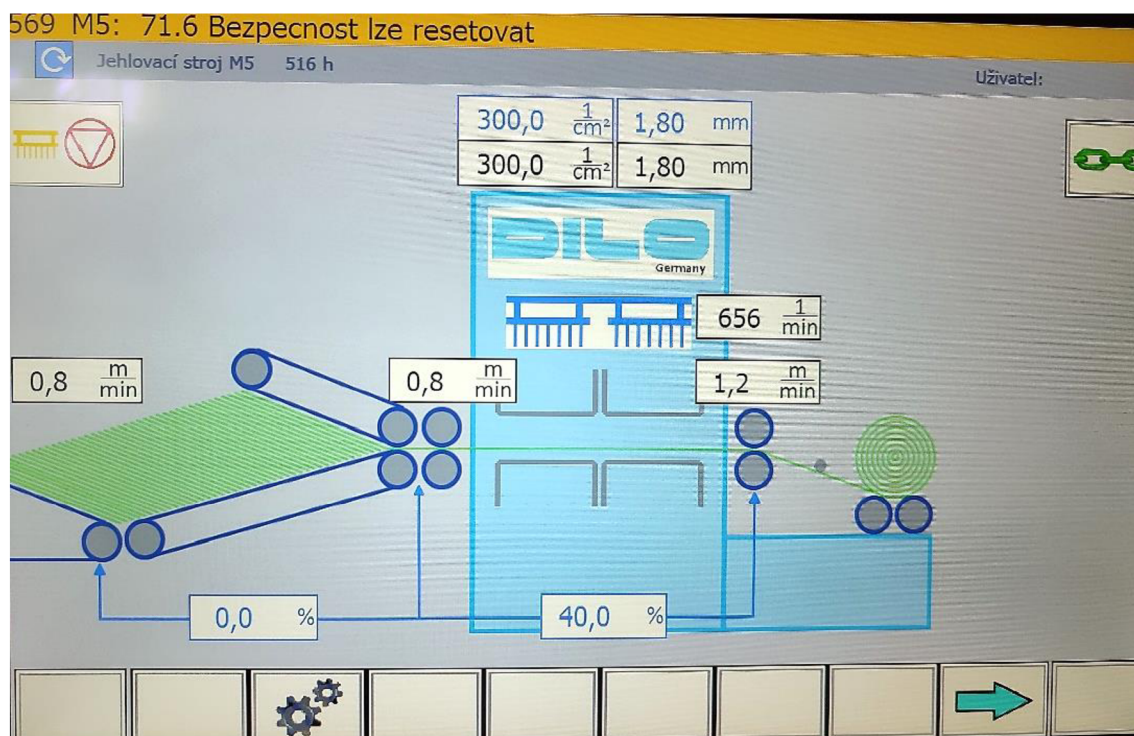 569 M5: 71.6 Bezpecnost lze resetovat
Jehlovací stroj M5 516 h
Uživatel:
300,0 1/cm² 1,80 mm
300,0 1/cm² 1,80 mm
DILO
Germany
656 1/min
0,8 m/min
0,8 m/min
1,2 m/min
0,0 %
40,0 %